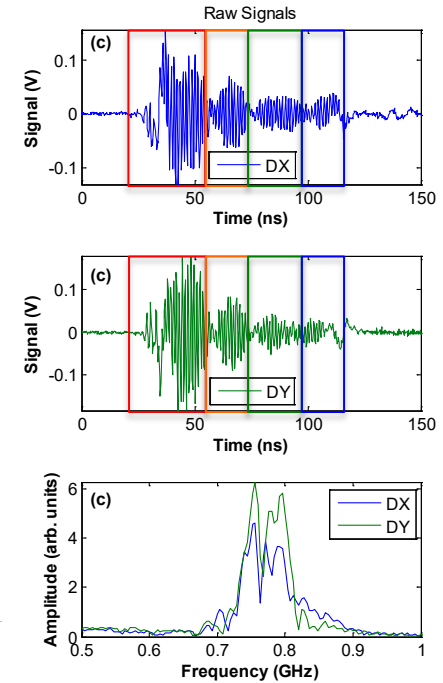 Raw Signals
(c)
Signal (V)
0.1
0
-0.1
DX
0
50
100
150
Time (ns)
(c)
Signal (V)
0.1
0
-0.1
DY
0
50
100
150
Time (ns)
(c)
Amplitude (arb. units)
6
4
2
0
DX
DY
0.5
0.6
0.7
0.8
0.9
1
Frequency (GHz)